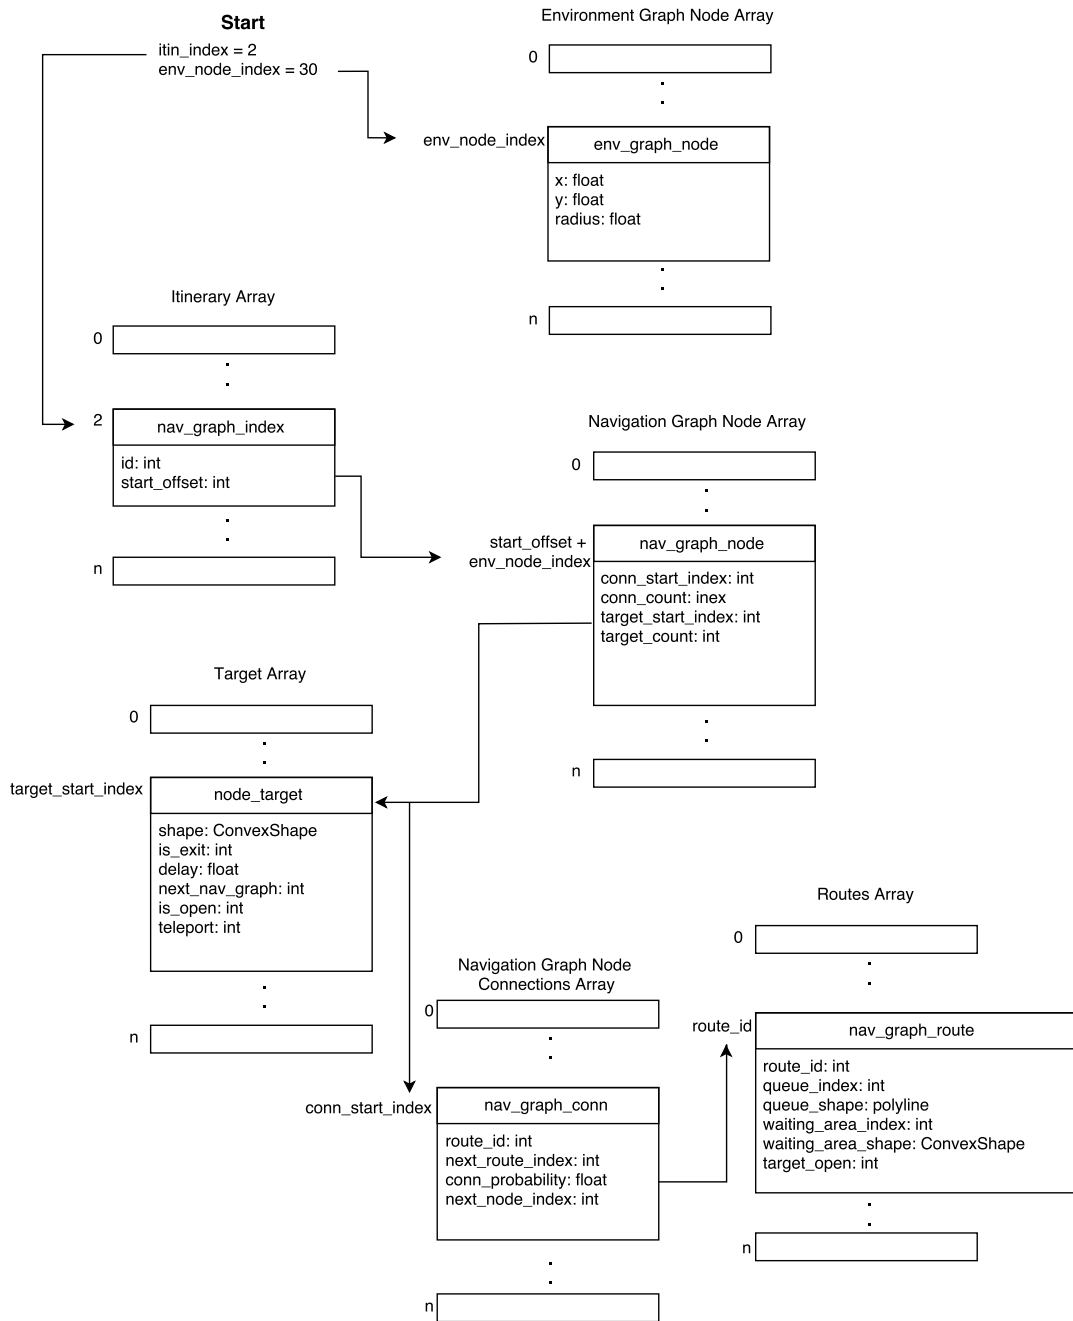 Start
itin_index = 2
env_node_index = 30
Environment Graph Node Array
0
env_node_index
env_graph_node
x: float
y: float
radius: float
n
Itinerary Array
0
2
nav_graph_index
id: int
start_offset: int
n
Navigation Graph Node Array
0
start_offset +
env_node_index
nav_graph_node
conn_start_index: int
conn_count: inex
target_start_index: int
target_count: int
n
Target Array
0
target_start_index
node_target
shape: ConvexShape
is_exit: int
delay: float
next_nav_graph: int
is_open: int
teleport: int
n
Navigation Graph Node
Connections Array
0
conn_start_index
nav_graph_conn
route_id: int
next_route_index: int
conn_probability: float
next_node_index: int
n
Routes Array
0
route_id
nav_graph_route
route_id: int
queue_index: int
queue_shape: polyline
waiting_area_index: int
waiting_area_shape: ConvexShape
target_open: int
n